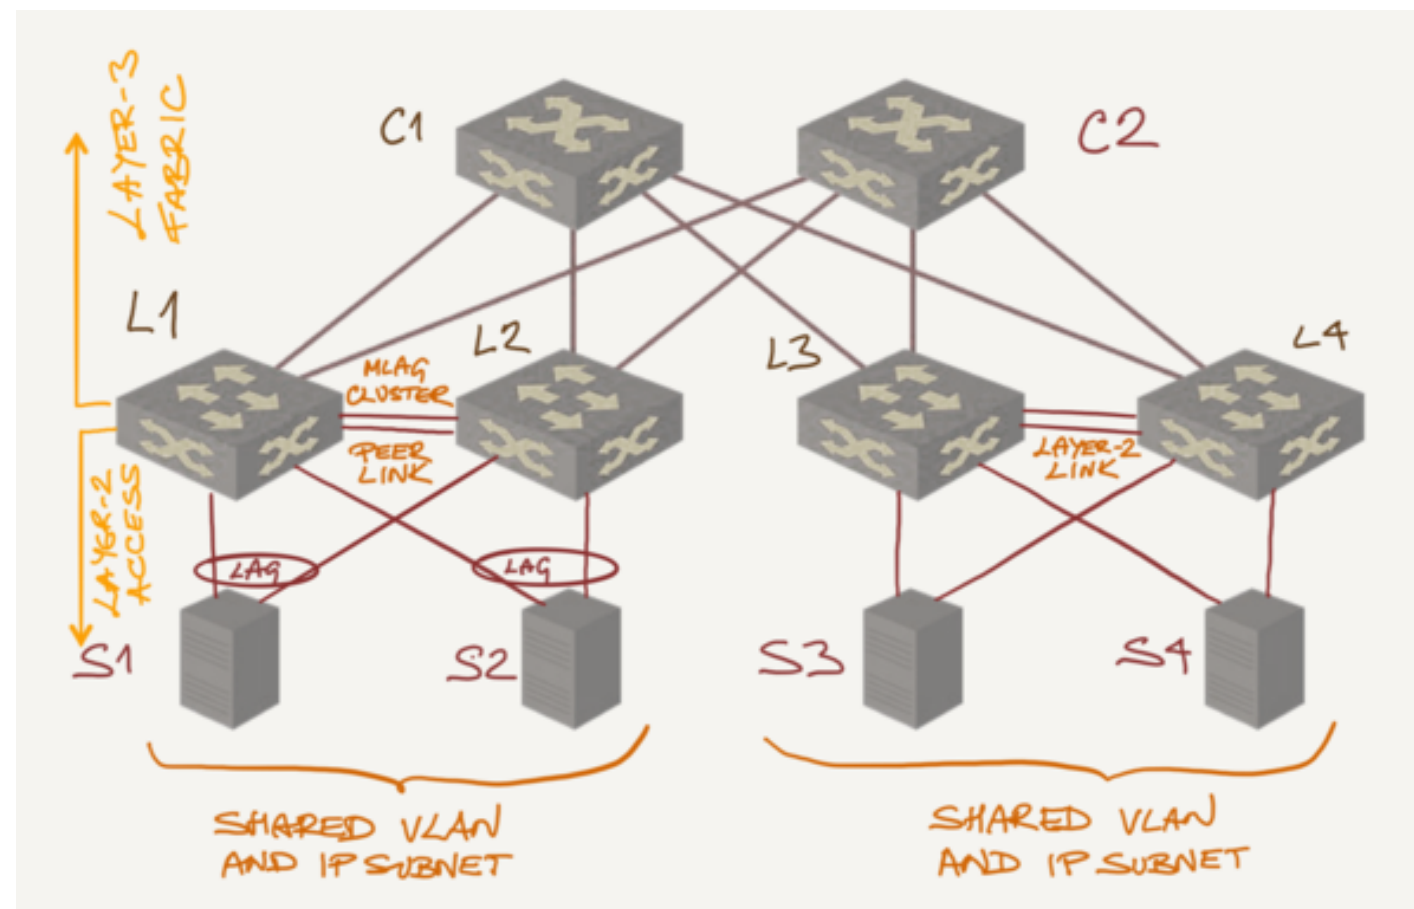 LAYER-3
FABRIC
C1
C2
L1
L2
L3
L4
MLAG
CLUSTER
PEER
LINK
LAYER-2
LINK
LAYER-2
ACCESS
LAG
LAG
S1
S2
S3
S4
SHARED VLAN
AND IP SUBNET
SHARED VLAN
AND IP SUBNET